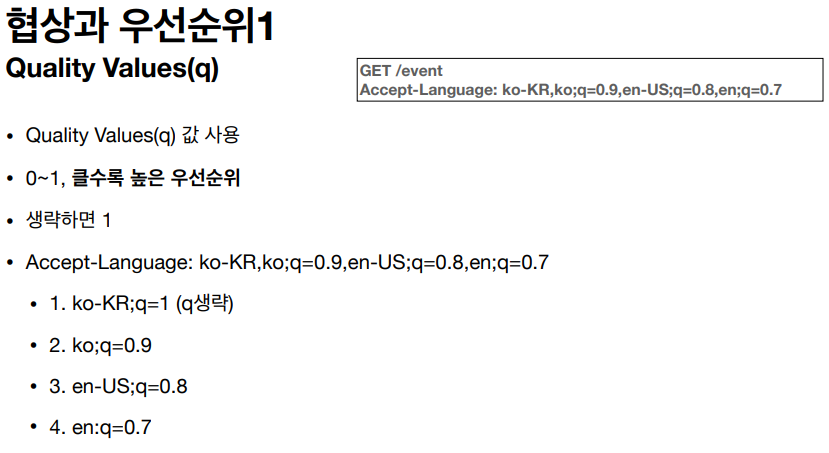 협상과 우선순위1
Quality Values(q)
GET /event
Accept-Language: ko-KR,ko;q=0.9,en-US;q=0.8,en;q=0.7
• Quality Values(q) 값 사용
• 0~1, 클수록 높은 우선순위
• 생략하면 1
• Accept-Language: ko-KR,ko;q=0.9,en-US;q=0.8,en;q=0.7
• 1. ko-KR;q=1 (q생략)
• 2. ko;q=0.9
• 3. en-US;q=0.8
• 4. en:q=0.7